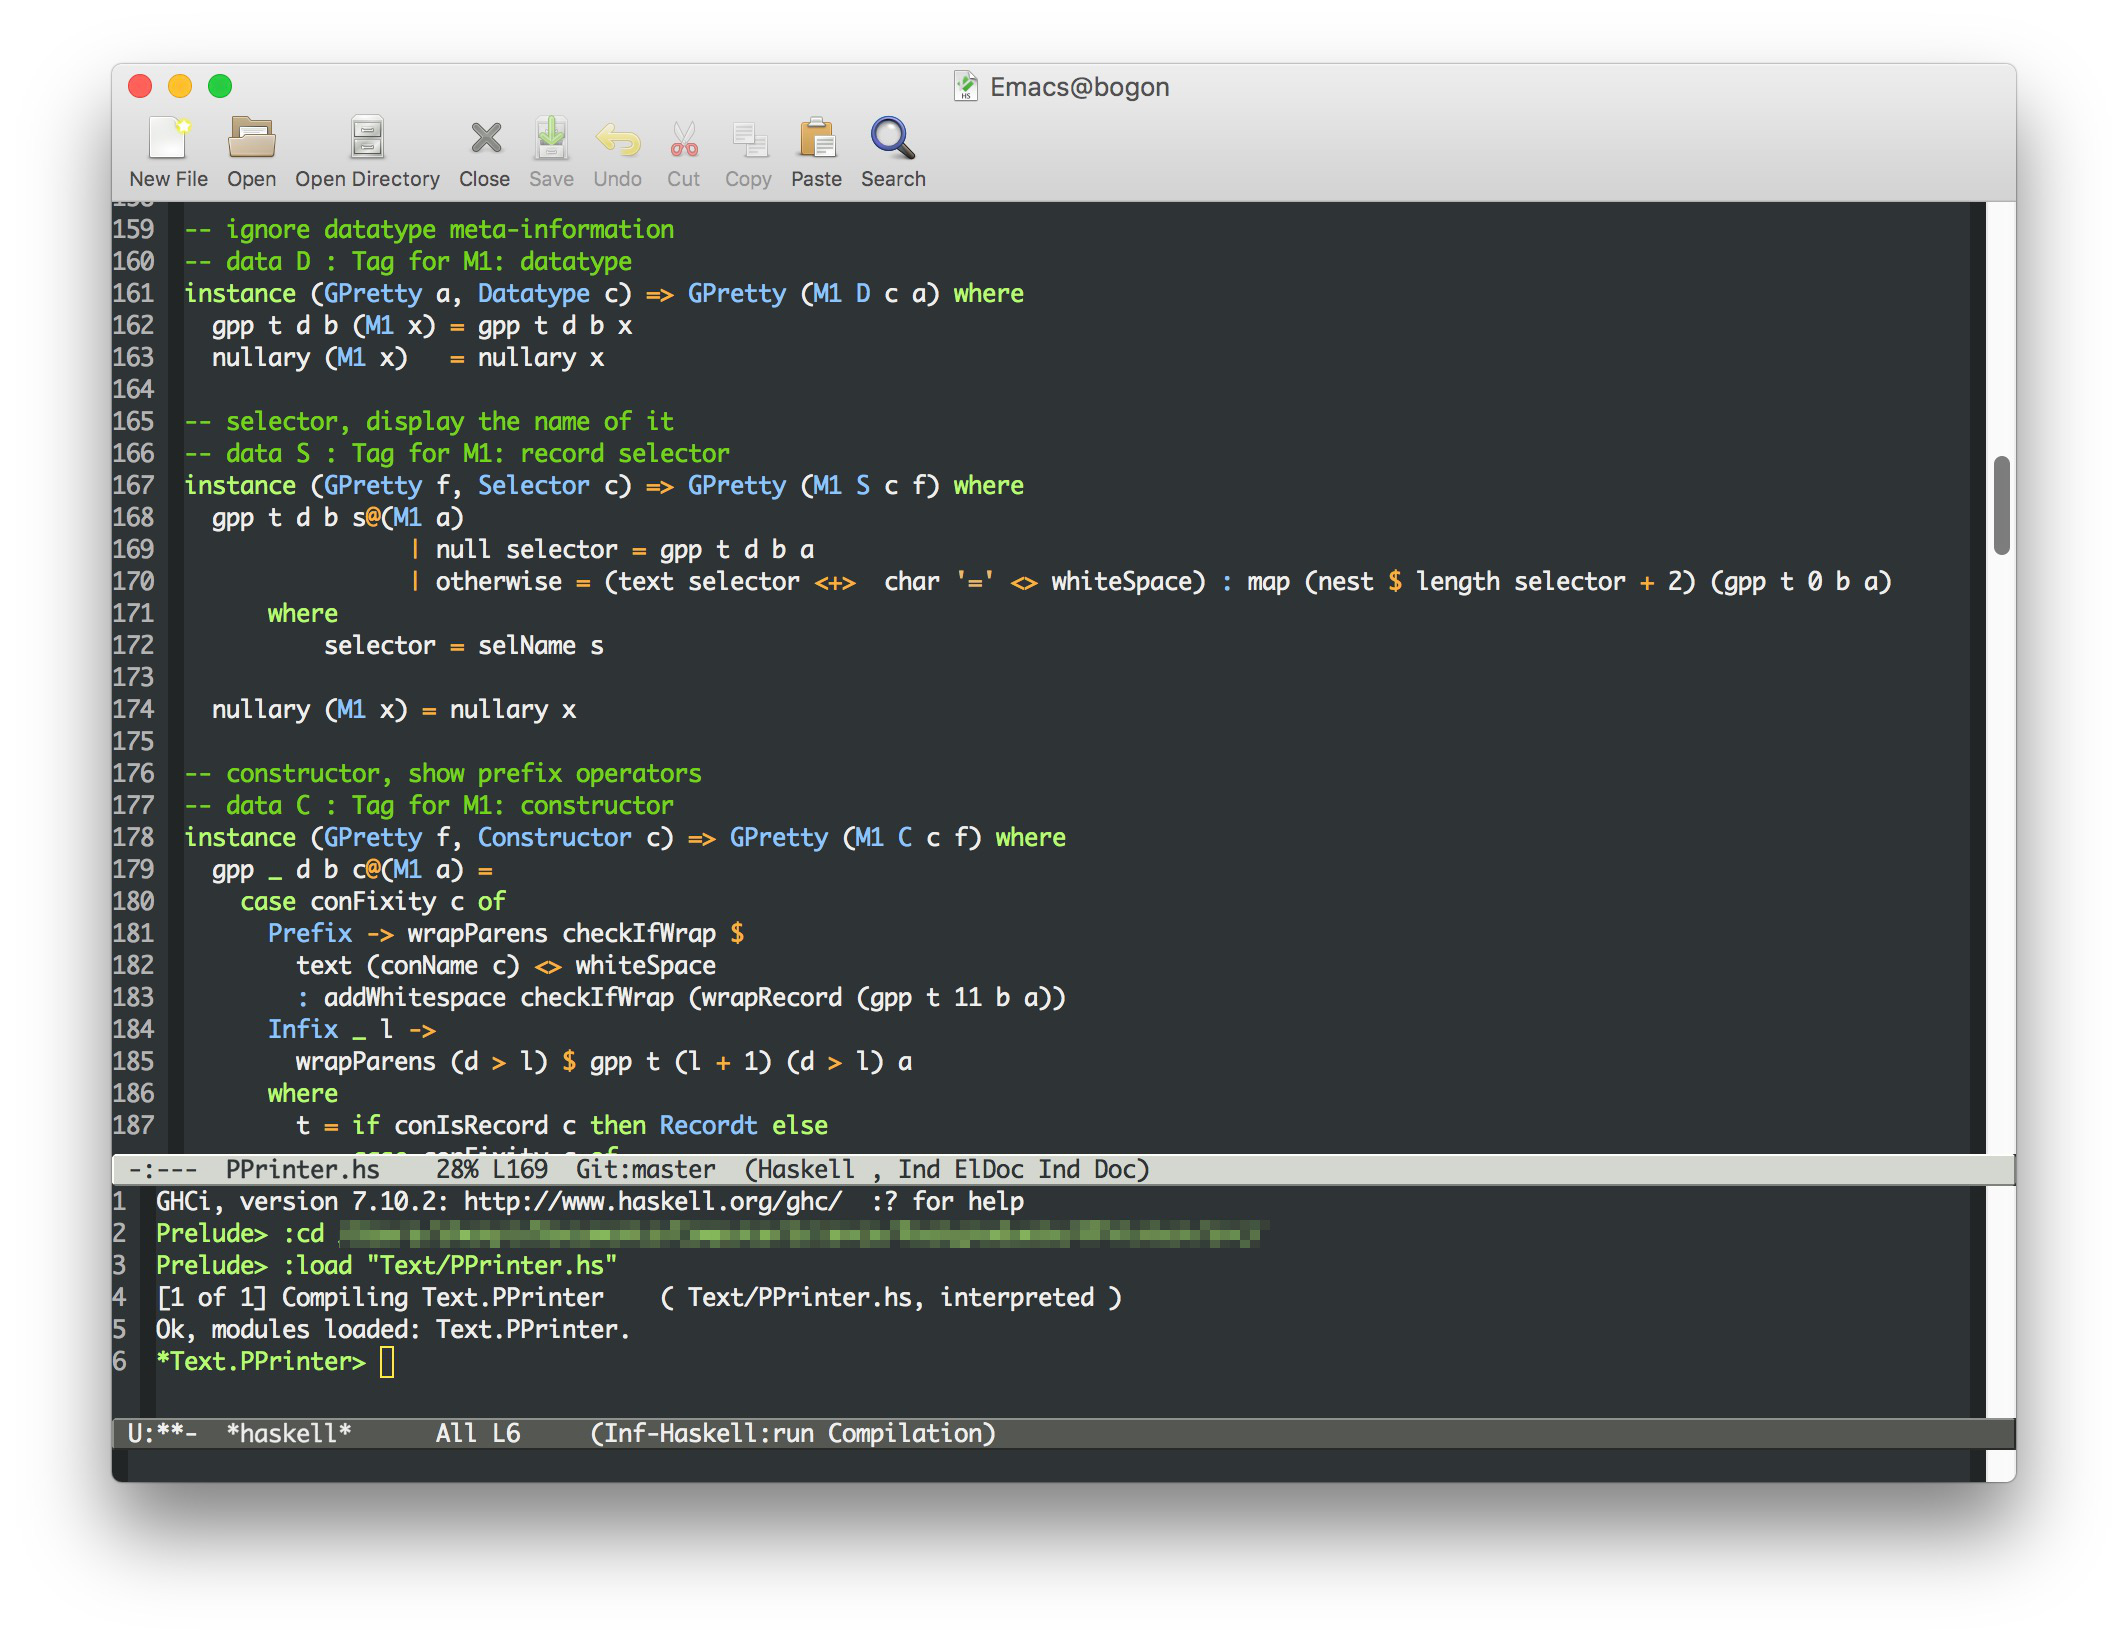 Emacs@bogon
New File Open Open Directory Close Save Undo Cut Copy Paste Search
159 -- ignore datatype meta-information
160 -- data D : Tag for M1: datatype
161 instance (GPretty a, Datatype c) => GPretty (M1 D c a) where
162   gpp t d b (M1 x) = gpp t d b x
163   nullary (M1 x)   = nullary x
164
165 -- selector, display the name of it
166 -- data S : Tag for M1: record selector
167 instance (GPretty f, Selector c) => GPretty (M1 S c f) where
168   gpp t d b s@(M1 a)
169                 | null selector = gpp t d b a
170                 | otherwise = (text selector <+>  char '=' <> whiteSpace) : map (nest $ length selector + 2) (gpp t 0 b a)
171       where
172           selector = selName s
173
174   nullary (M1 x) = nullary x
175
176 -- constructor, show prefix operators
177 -- data C : Tag for M1: constructor
178 instance (GPretty f, Constructor c) => GPretty (M1 C c f) where
179   gpp _ d b c@(M1 a) =
180     case conFixity c of
181       Prefix -> wrapParens checkIfWrap $
182         text (conName c) <> whiteSpace
183         : addWhitespace checkIfWrap (wrapRecord (gpp t 11 b a))
184       Infix _ l ->
185         wrapParens (d > l) $ gpp t (l + 1) (d > l) a
186       where
187         t = if conIsRecord c then Recordt else
-:---  PPrinter.hs    28% L169  Git:master  (Haskell , Ind ElDoc Ind Doc)
1 GHCi, version 7.10.2: http://www.haskell.org/ghc/  :? for help
2 Prelude> :cd
3 Prelude> :load "Text/PPrinter.hs"
4 [1 of 1] Compiling Text.PPrinter    ( Text/PPrinter.hs, interpreted )
5 Ok, modules loaded: Text.PPrinter.
6 *Text.PPrinter>
U:**-  *haskell*      All L6     (Inf-Haskell:run Compilation)